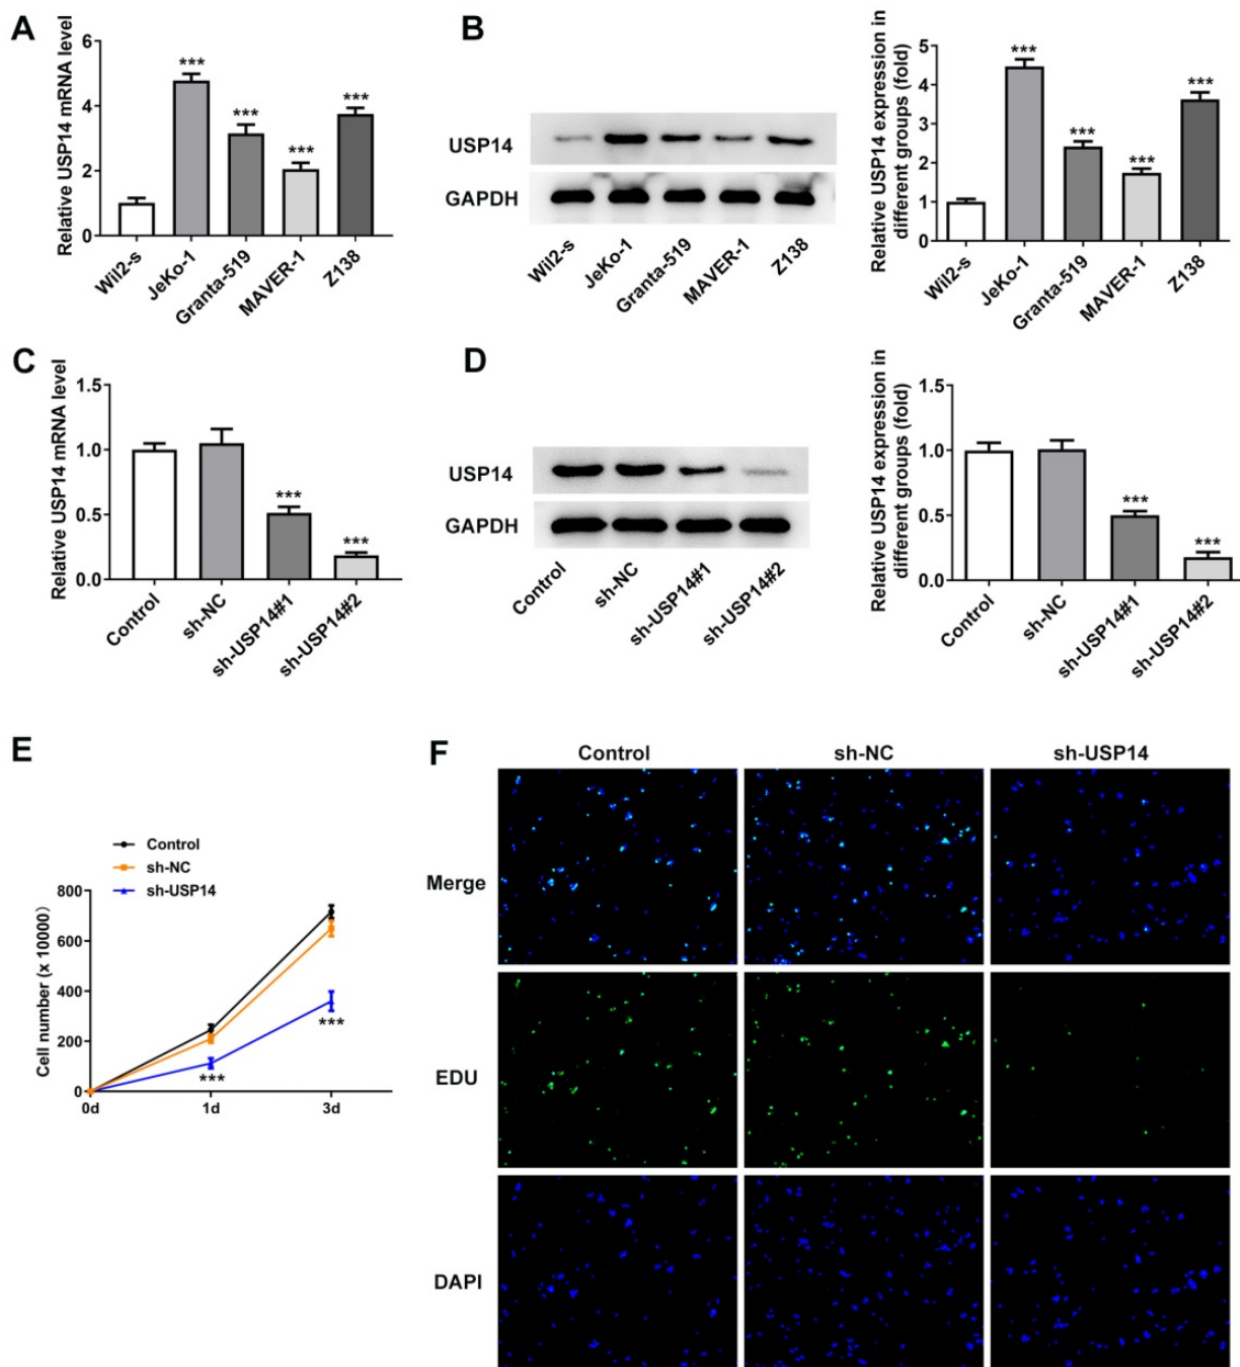 A
Relative USP14 mRNA level
6
4
2
0
***
***
***
***
Wil2-s
JeKo-1
Granta-519
MAVER-1
Z138
B
USP14
GAPDH
Wil2-s
JeKo-1
Granta-519
MAVER-1
Z138
Relative USP14 expression in
different groups (fold)
5
4
3
2
1
0
***
***
***
***
Wil2-s
JeKo-1
Granta-519
MAVER-1
Z138
C
Relative USP14 mRNA level
1.5
1.0
0.5
0.0
***
***
Control
sh-NC
sh-USP14#1
sh-USP14#2
D
USP14
GAPDH
Control
sh-NC
sh-USP14#1
sh-USP14#2
Relative USP14 expression in
different groups (fold)
1.5
1.0
0.5
0.0
***
***
Control
sh-NC
sh-USP14#1
sh-USP14#2
E
Control
sh-NC
sh-USP14
Cell number (x 10000)
800
600
400
200
0
***
***
0d
1d
3d
F
Control
sh-NC
sh-USP14
Merge
EDU
DAPI